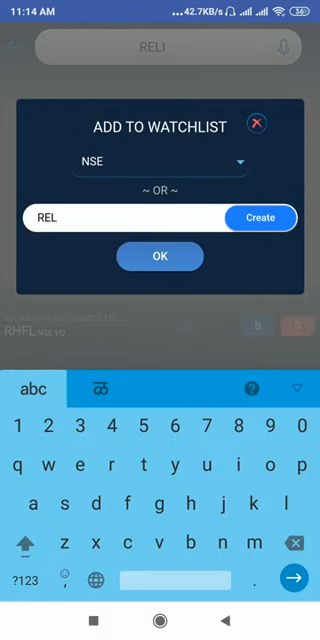 11:14 AM ...42.7KB/s 36
RELI
ADD TO WATCHLIST
NSE
~ OR ~
REL Create
OK
RHFL NSE EQ B S
abc
1 2 3 4 5 6 7 8 9 0
q w e r t y u i o p
a s d f g h j k l
z x c v b n m
?123 , .